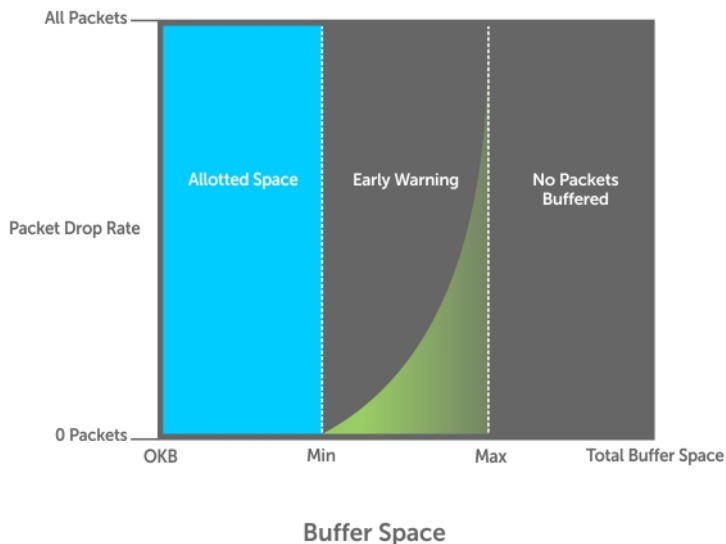 All Packets
Allotted Space
Early Warning
No Packets
Buffered
Packet Drop Rate
0 Packets
OKB
Min
Max
Total Buffer Space
Buffer Space